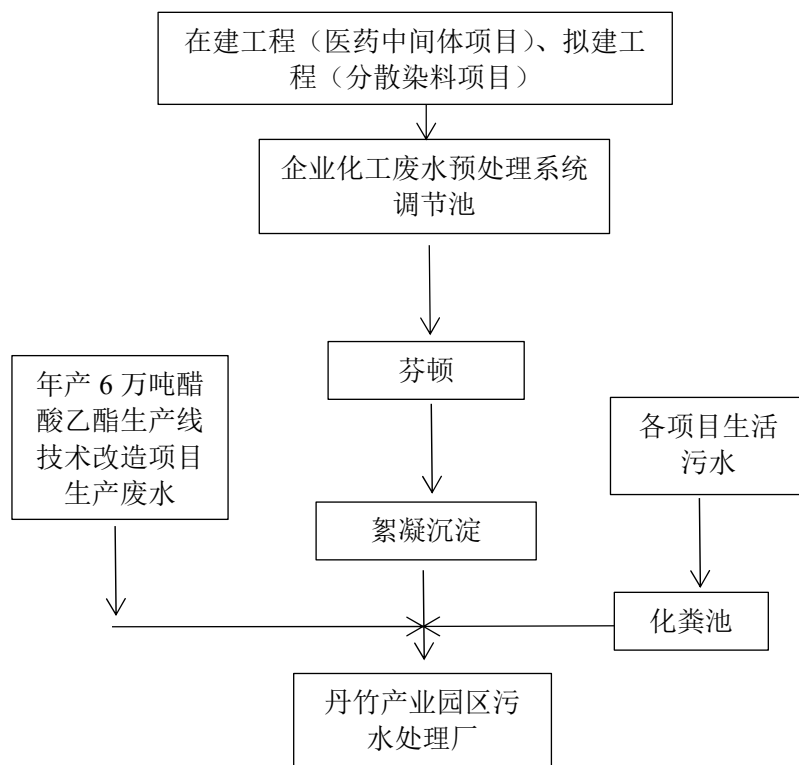 在建工程（医药中间体项目）、拟建工
程（分散染料项目）
企业化工废水预处理系统
调节池
芬顿
年产 6 万吨醋
酸乙酯生产线
技术改造项目
生产废水
各项目生活
污水
絮凝沉淀
化粪池
丹竹产业园区污
水处理厂